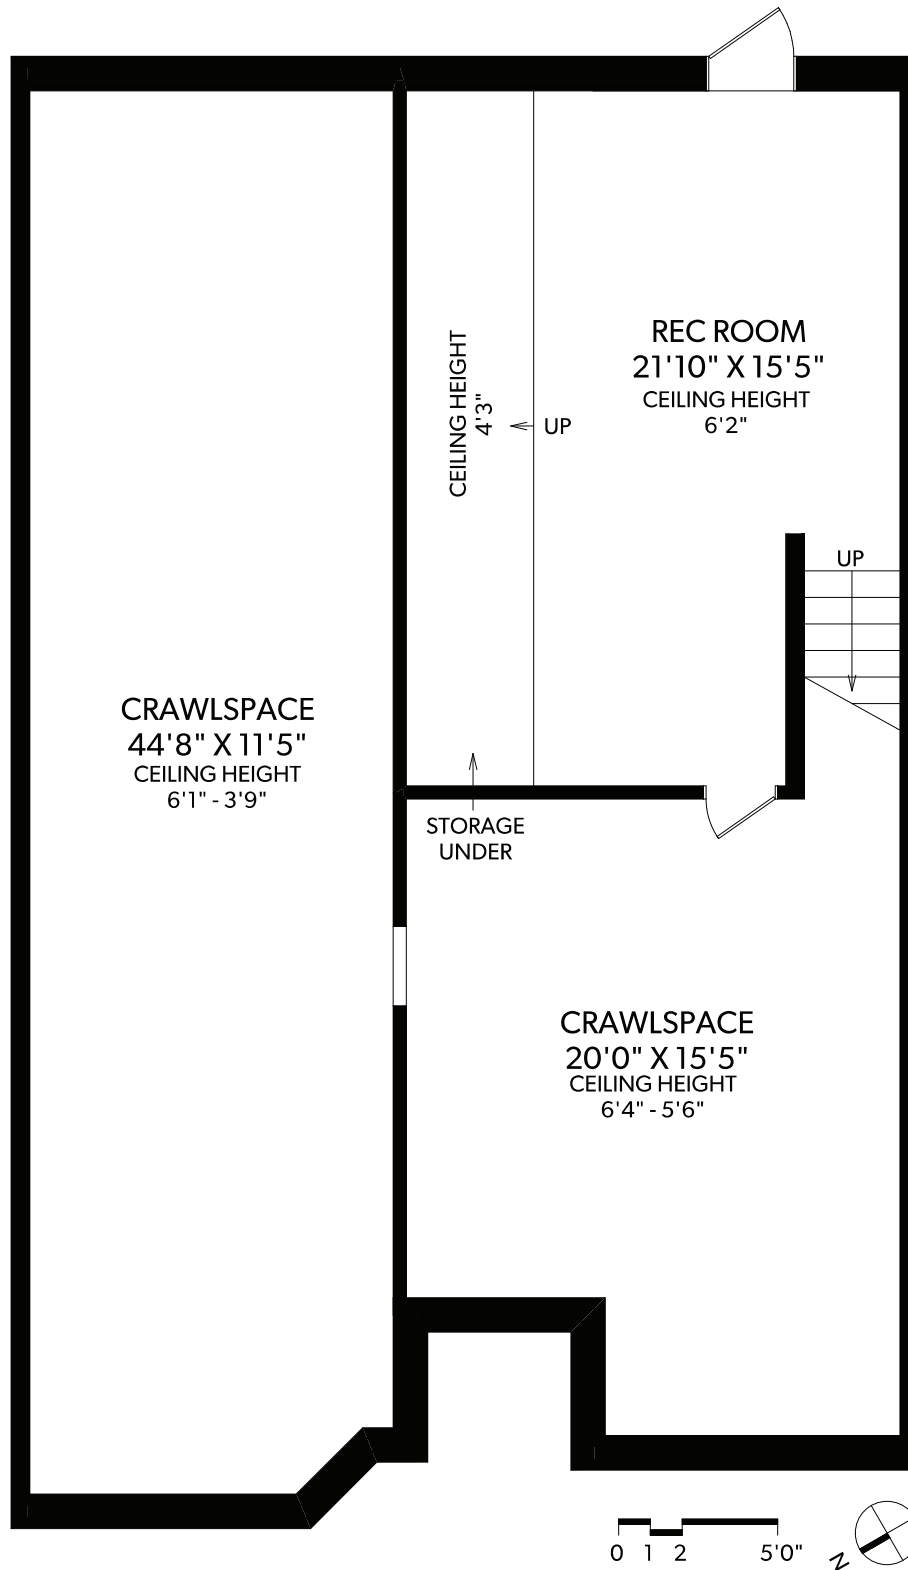 REC ROOM
21'10" X 15'5"
CEILING HEIGHT
6'2"
CEILING HEIGHT
4'3"
UP
UP
CRAWLSPACE
44'8" X 11'5"
CEILING HEIGHT
6'1" - 3'9"
STORAGE
UNDER
CRAWLSPACE
20'0" X 15'5"
CEILING HEIGHT
6'4" - 5'6"
0 1 2 5'0"
N